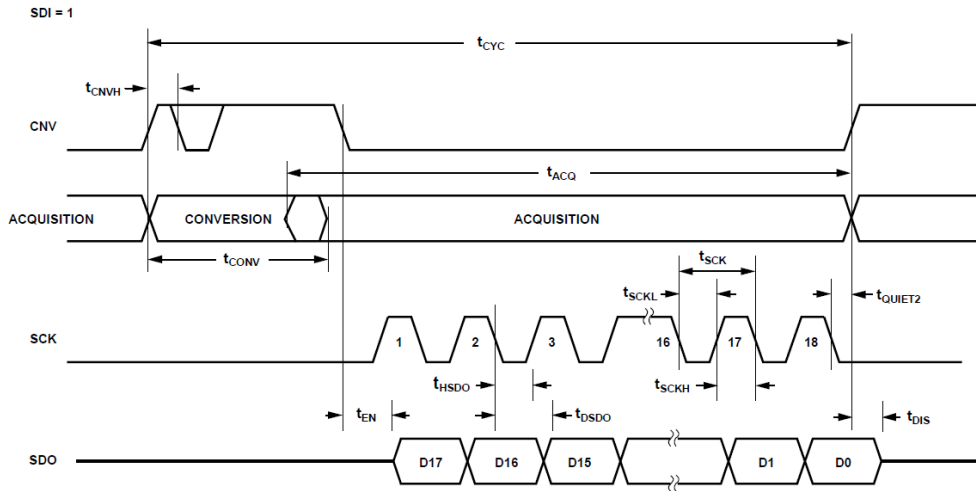 SDI = 1
tCYC
tCNVH
CNV
tACQ
ACQUISITION CONVERSION ACQUISITION
tCONV
tSCK
tSCKL
tQUIET2
SCK 1 2 3 16 17 18
tHSDO
tSCKH
tEN
tDSDO
tDIS
SDO D17 D16 D15 D1 D0